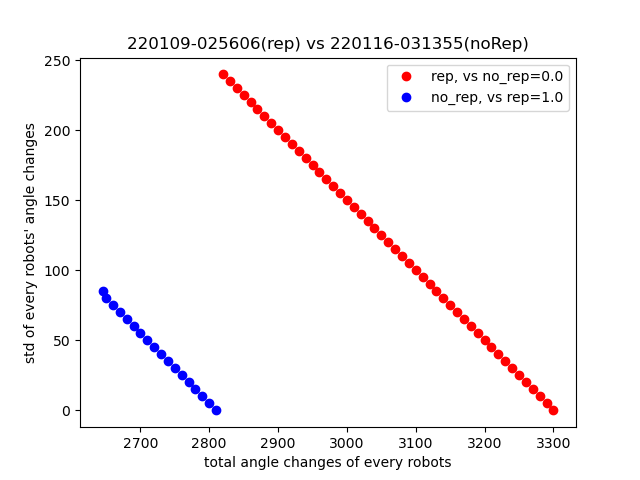 220109-025606(rep) vs 220116-031355(noRep)
rep, vs no_rep=0.0
no_rep, vs rep=1.0
std of every robots' angle changes
250
200
150
100
50
0
2700 2800 2900 3000 3100 3200 3300
total angle changes of every robots